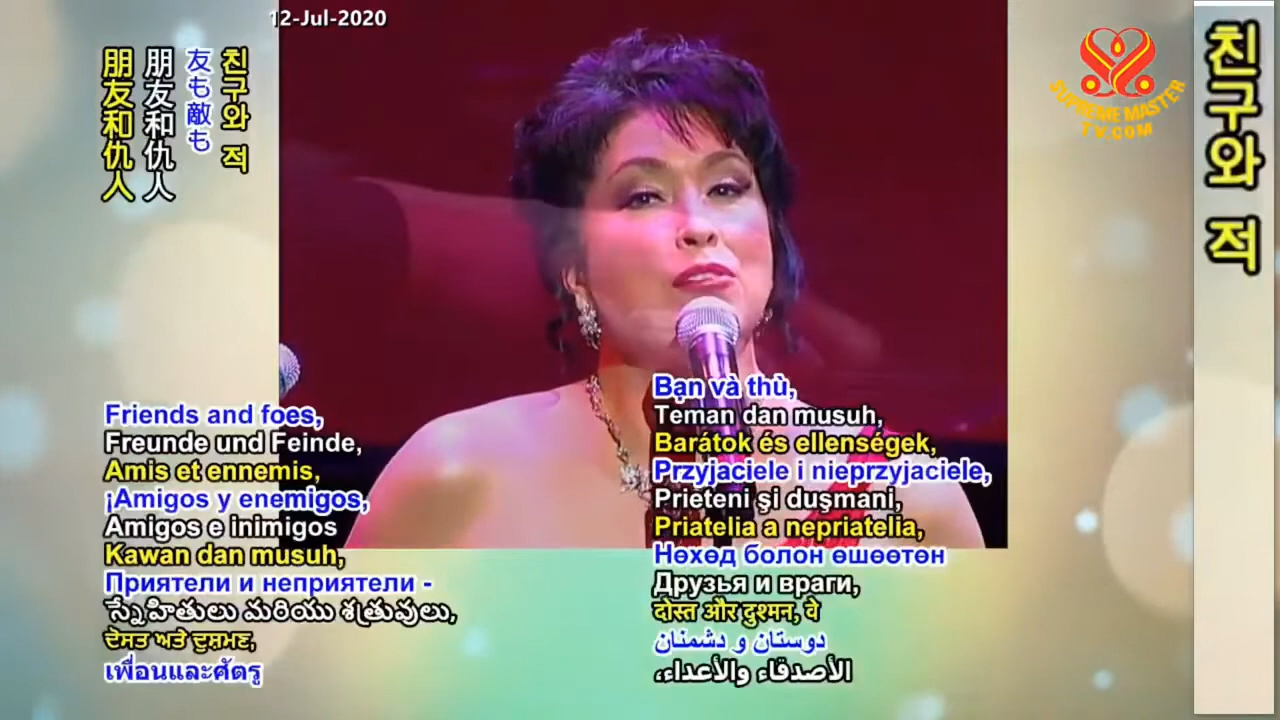 12-Jul-2020
친구와 적
友も敵も
朋友和仇人
朋友和仇人
SUPREME MASTER
TV.COM
친구와 적
Friends and foes,
Freunde und Feinde,
Amis et ennemis,
¡Amigos y enemigos,
Amigos e inimigos
Kawan dan musuh,
Приятели и неприятели -
స్నేహితులు మరియు శత్రువులు,
ਦੋਸਤ ਅਤੇ ਦੁਸ਼ਮਣ,
เพื่อนและศัตรู
Bạn và thù,
Teman dan musuh,
Barátok és ellenségek,
Przyjaciele i nieprzyjaciele,
Prieteni şi duşmani,
Priatelia a nepriatelia,
Нөхөд болон өшөөтөн
Друзья и враги,
दोस्त और दुश्मन, वे
دوستان و دشمنان
الأصدقاء والأعداء،